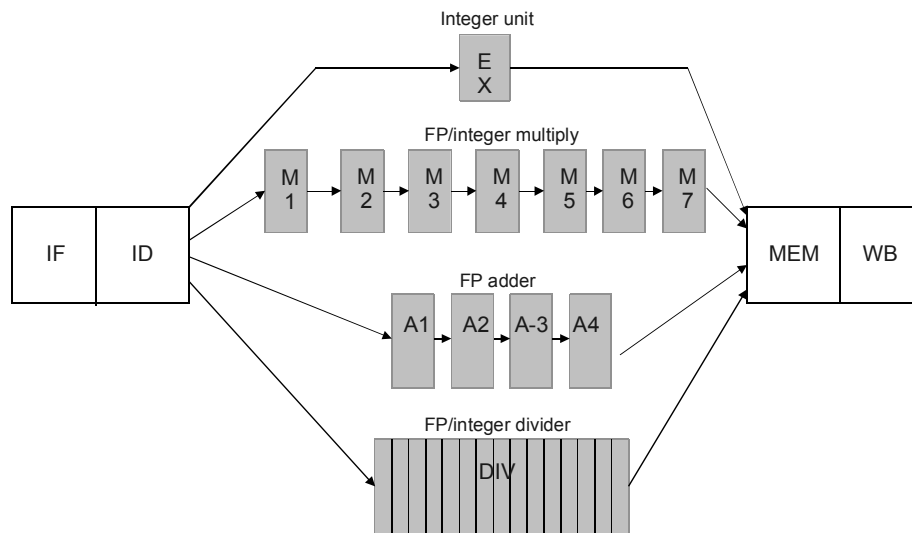 Integer unit
E
X
FP/integer multiply
M
1
M
2
M
3
M
4
M
5
M
6
M
7
IF
ID
MEM
WB
FP adder
A1
A2
A-3
A4
FP/integer divider
DIV